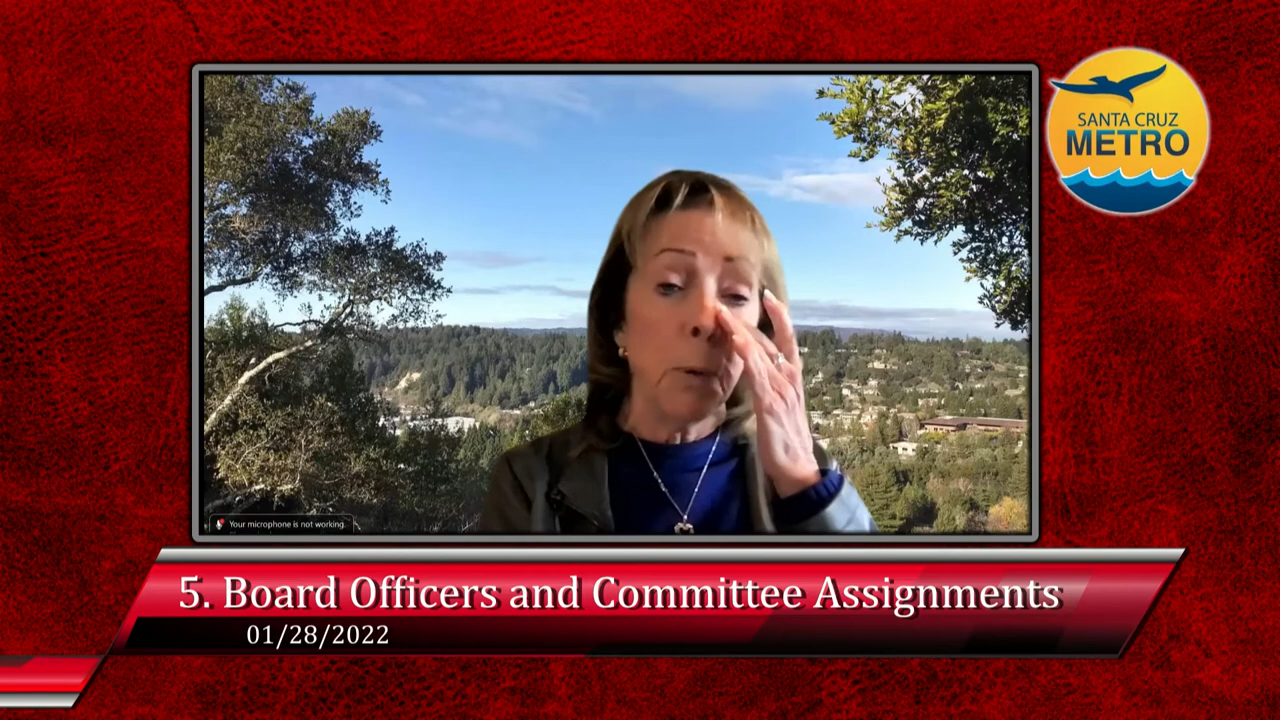 SANTA CRUZ
METRO
Your microphone is not working.
5. Board Officers and Committee Assignments
01/28/2022